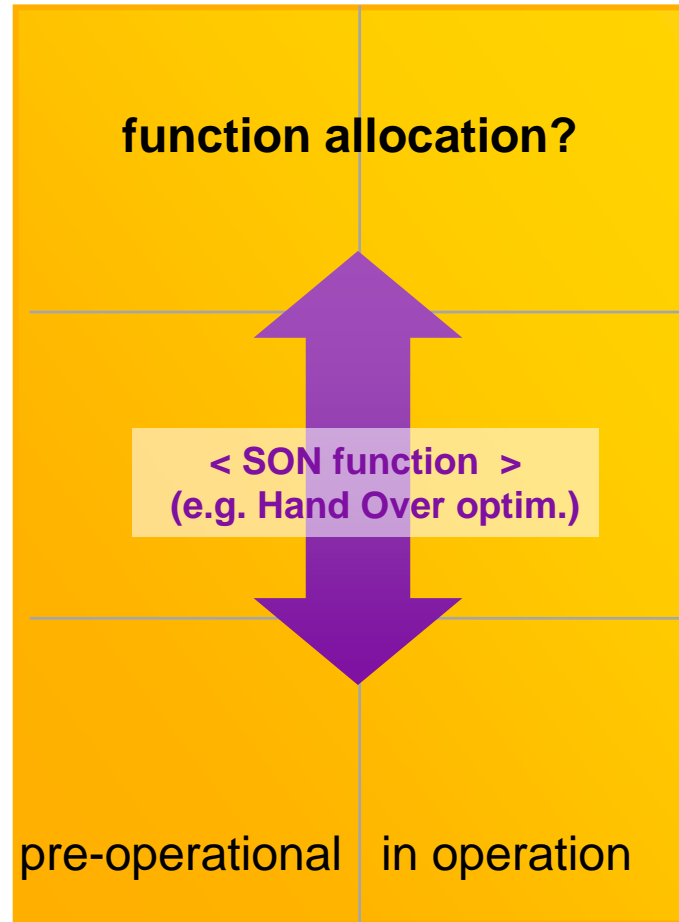 function allocation?
< SON function >
(e.g. Hand Over optim.)
pre-operational
in operation